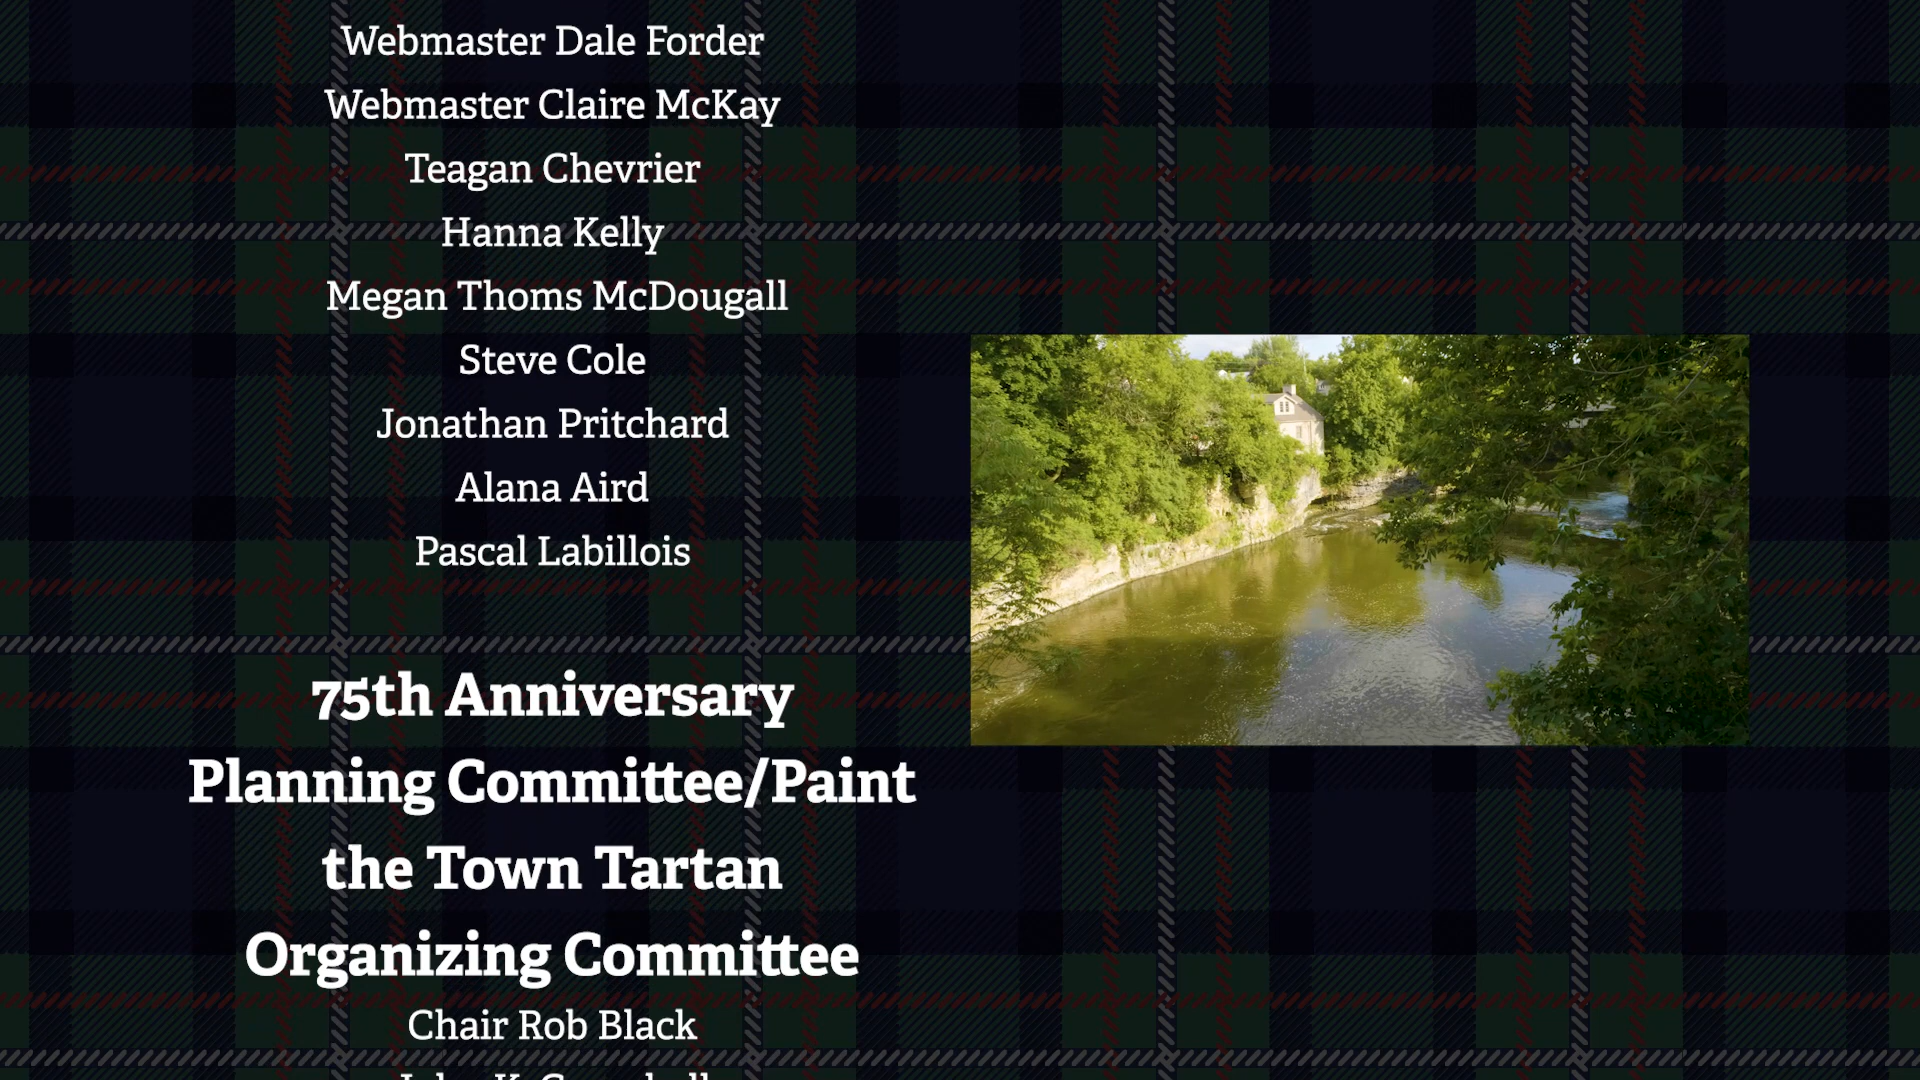 Webmaster Dale Forder
Webmaster Claire McKay
Teagan Chevrier
Hanna Kelly
Megan Thoms McDougall
Steve Cole
Jonathan Pritchard
Alana Aird
Pascal Labillois
75th Anniversary
Planning Committee/Paint
the Town Tartan
Organizing Committee
Chair Rob Black